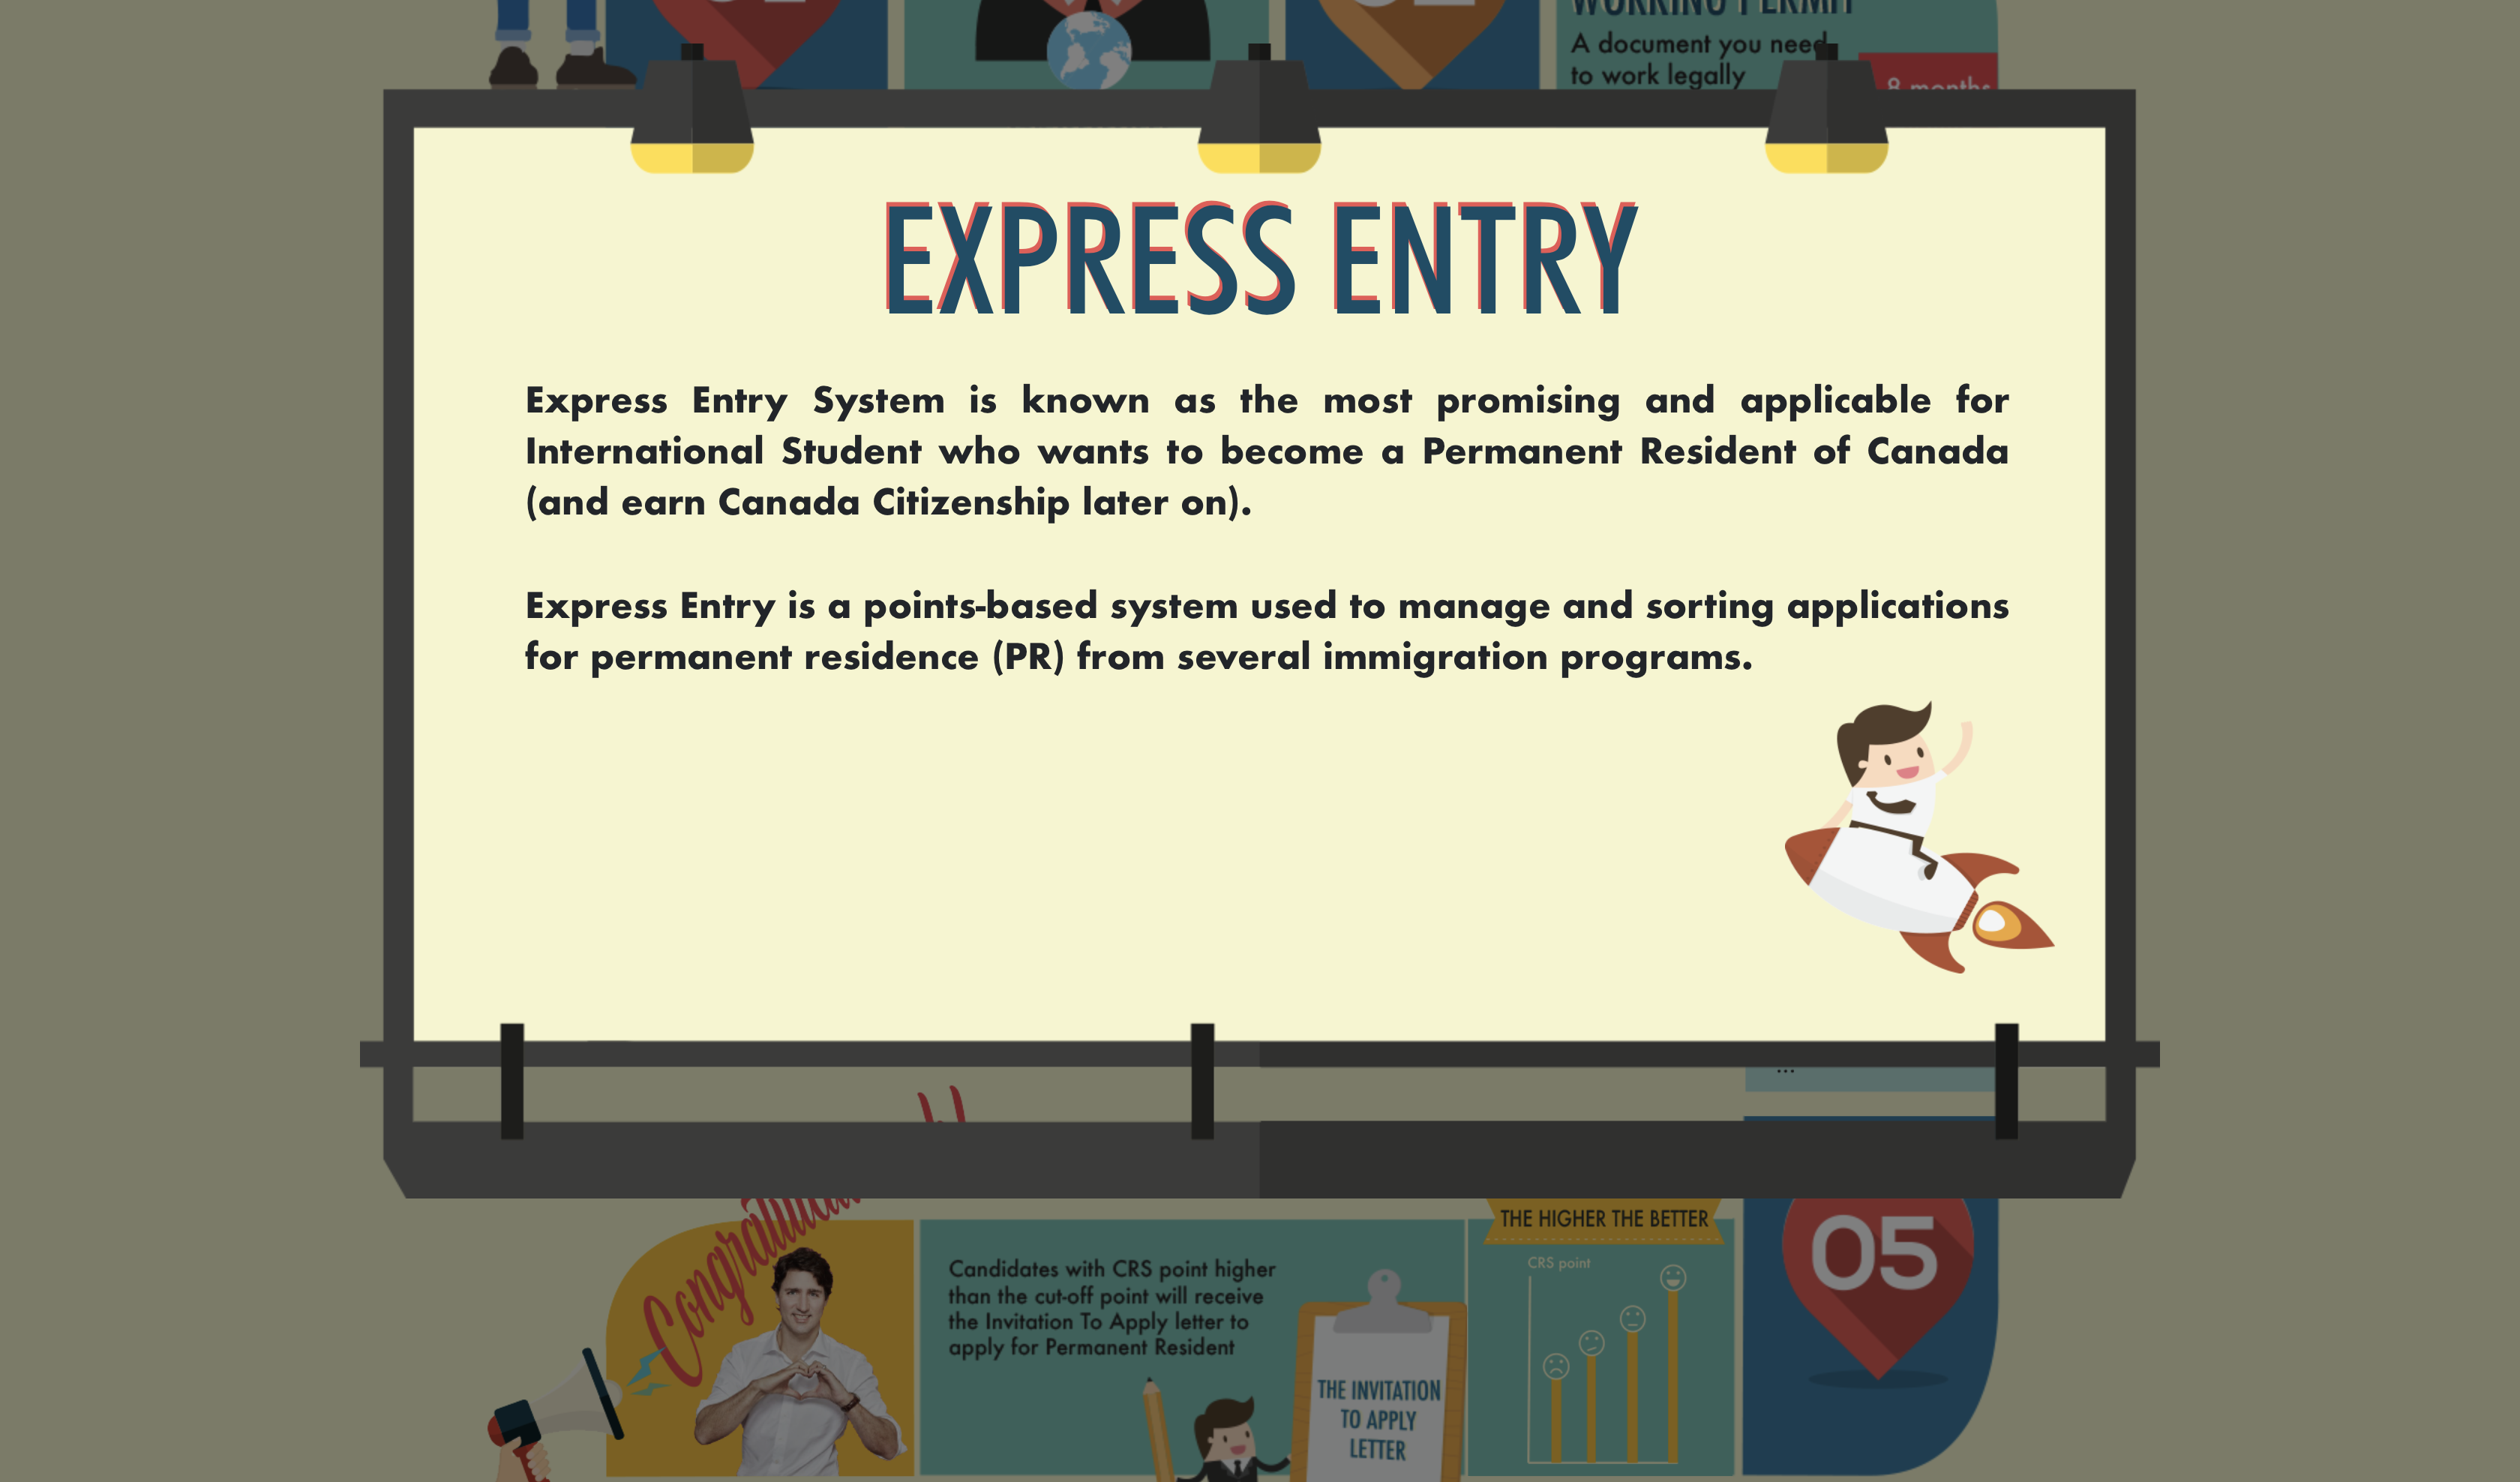 WORKING PERMIT
A document you need
to work legally
8 months
EXPRESS ENTRY
Express Entry System is known as the most promising and applicable for
International Student who wants to become a Permanent Resident of Canada
(and earn Canada Citizenship later on).
Express Entry is a points-based system used to manage and sorting applications
for permanent residence (PR) from several immigration programs.
...
THE HIGHER THE BETTER
CRS point
05
Candidates with CRS point higher
than the cut-off point will receive
the Invitation To Apply letter to
apply for Permanent Resident
THE INVITATION
TO APPLY
LETTER